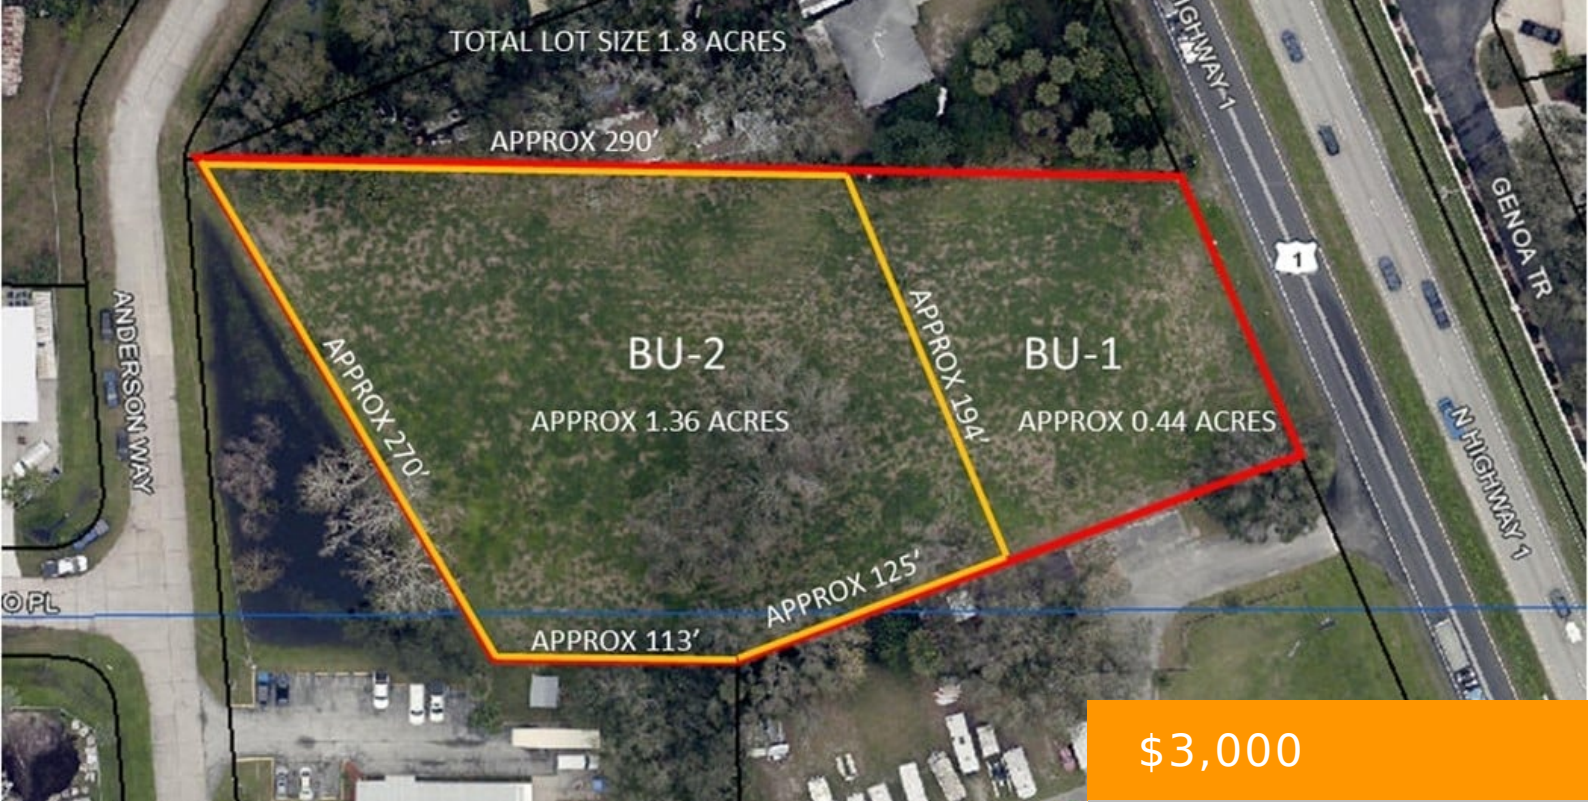 TOTAL LOT SIZE 1.8 ACRES
HIGHWAY 1
APPROX 290'
GENOA TR
1
ANDERSON WAY
BU-2
BU-1
APPROX 270'
APPROX 194'
APPROX 1.36 ACRES
APPROX 0.44 ACRES
N HIGHWAY 1
APPROX 125'
O PL
APPROX 113'
$3,000